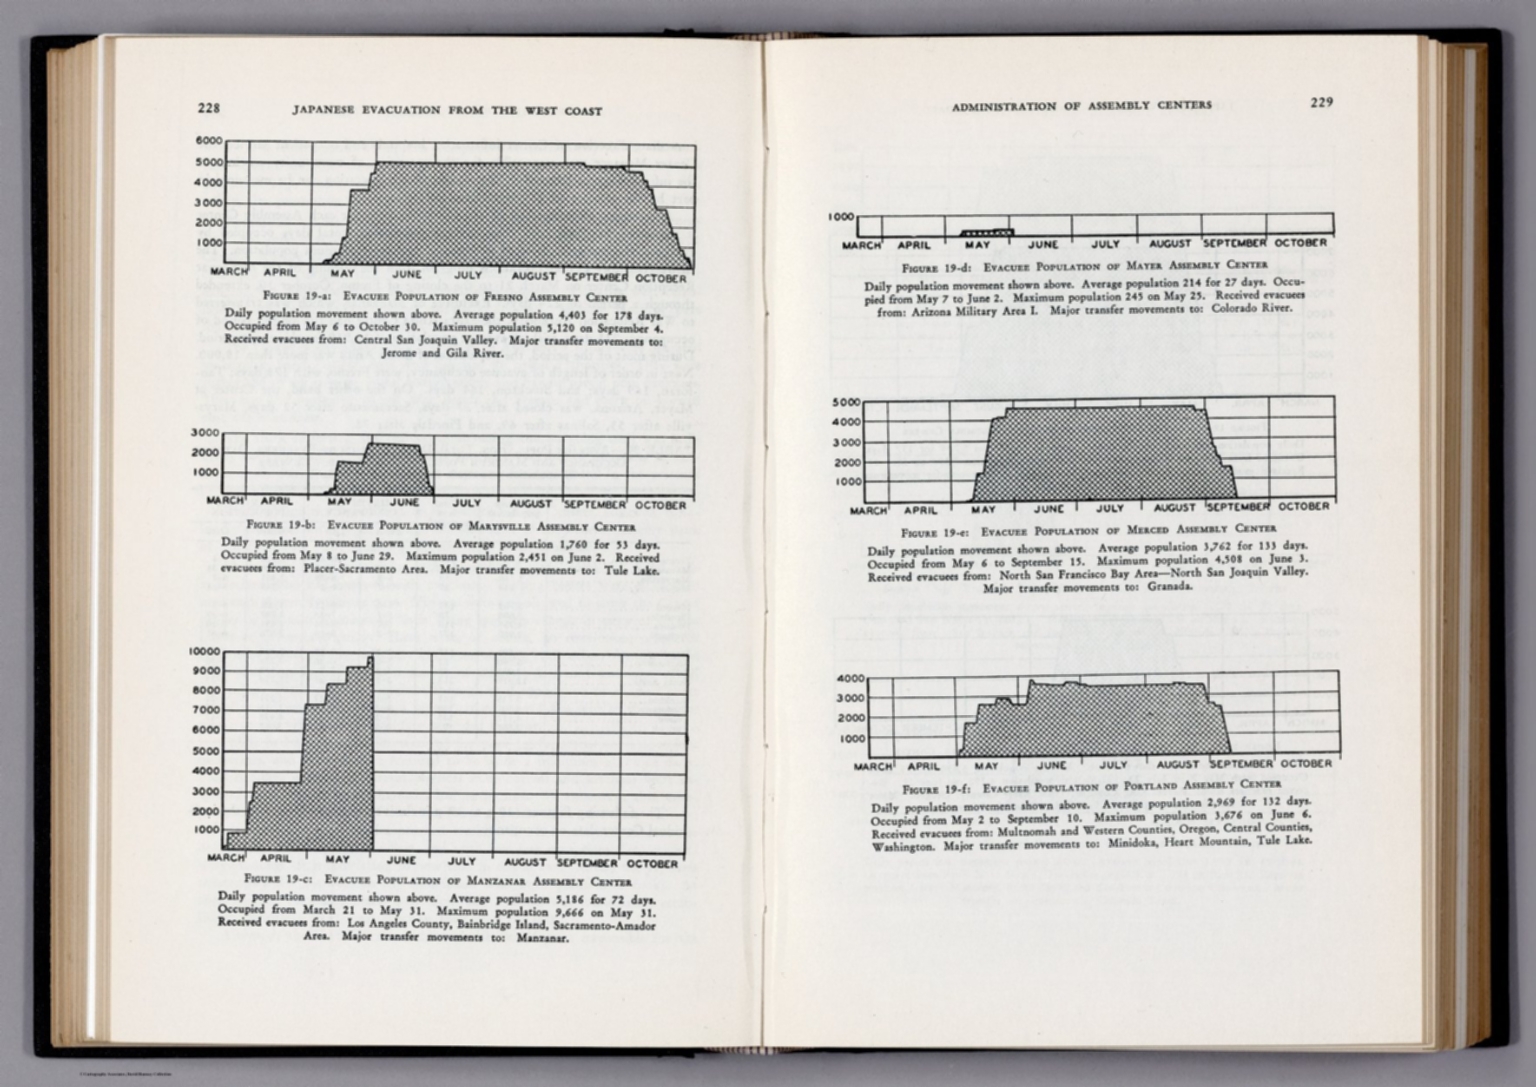 228 JAPANESE EVACUATION FROM THE WEST COAST
6000
5000
4000
3000
2000
1000
MARCH APRIL MAY JUNE JULY AUGUST SEPTEMBER OCTOBER
FIGURE 19-a: EVACUEE POPULATION OF FRESNO ASSEMBLY CENTER
Daily population movement shown above. Average population 4,403 for 178 days.
Occupied from May 6 to October 30. Maximum population 5,120 on September 4.
Received evacuees from: Central San Joaquin Valley. Major transfer movements to:
Jerome and Gila River.
3000
2000
1000
MARCH APRIL MAY JUNE JULY AUGUST SEPTEMBER OCTOBER
FIGURE 19-b: EVACUEE POPULATION OF MARYSVILLE ASSEMBLY CENTER
Daily population movement shown above. Average population 1,760 for 53 days.
Occupied from May 8 to June 29. Maximum population 2,451 on June 2. Received
evacuees from: Placer-Sacramento Area. Major transfer movements to: Tule Lake.
10000
9000
8000
7000
6000
5000
4000
3000
2000
1000
MARCH APRIL MAY JUNE JULY AUGUST SEPTEMBER OCTOBER
FIGURE 19-c: EVACUEE POPULATION OF MANZANAR ASSEMBLY CENTER
Daily population movement shown above. Average population 5,186 for 72 days.
Occupied from March 21 to May 31. Maximum population 9,666 on May 31.
Received evacuees from: Los Angeles County, Bainbridge Island, Sacramento-Amador
Area. Major transfer movements to: Manzanar.
ADMINISTRATION OF ASSEMBLY CENTERS 229
1000
MARCH APRIL MAY JUNE JULY AUGUST SEPTEMBER OCTOBER
FIGURE 19-d: EVACUEE POPULATION OF MAYER ASSEMBLY CENTER
Daily population movement shown above. Average population 214 for 27 days. Occu-
pied from May 7 to June 2. Maximum population 245 on May 25. Received evacuees
from: Arizona Military Area I. Major transfer movements to: Colorado River.
5000
4000
3000
2000
1000
MARCH APRIL MAY JUNE JULY AUGUST SEPTEMBER OCTOBER
FIGURE 19-e: EVACUEE POPULATION OF MERCED ASSEMBLY CENTER
Daily population movement shown above. Average population 3,762 for 133 days.
Occupied from May 6 to September 15. Maximum population 4,508 on June 3.
Received evacuees from: North San Francisco Bay Area—North San Joaquin Valley.
Major transfer movements to: Granada.
4000
3000
2000
1000
MARCH APRIL MAY JUNE JULY AUGUST SEPTEMBER OCTOBER
FIGURE 19-f: EVACUEE POPULATION OF PORTLAND ASSEMBLY CENTER
Daily population movement shown above. Average population 2,969 for 132 days.
Occupied from May 2 to September 10. Maximum population 3,676 on June 6.
Received evacuees from: Multnomah and Western Counties, Oregon, Central Counties,
Washington. Major transfer movements to: Minidoka, Heart Mountain, Tule Lake.